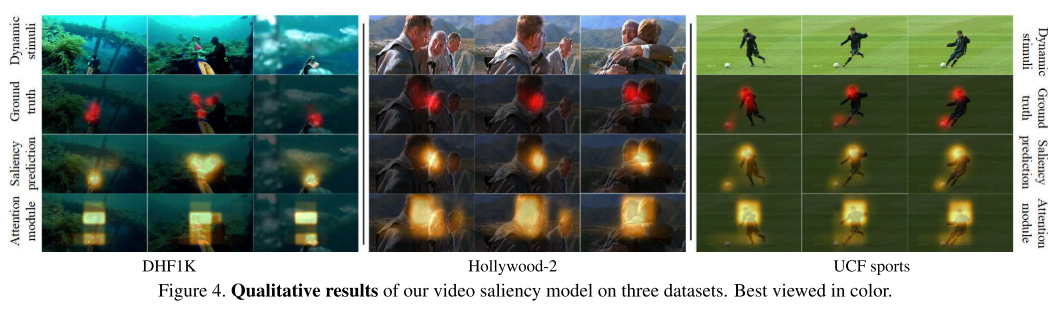 Dynamic stimuli
Ground truth
Saliency prediction
Attention module
Dynamic stimuli
Ground truth
Saliency prediction
Attention module
DHF1K
Hollywood-2
UCF sports
Figure 4. Qualitative results of our video saliency model on three datasets. Best viewed in color.